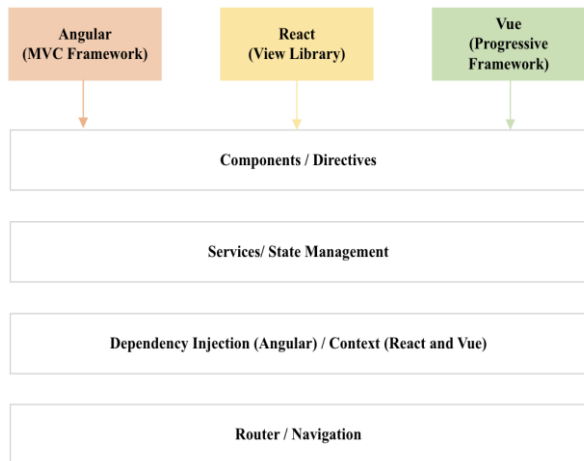 Angular
(MVC Framework)
React
(View Library)
Vue
(Progressive
Framework)
Components / Directives
Services/ State Management
Dependency Injection (Angular) / Context (React and Vue)
Router / Navigation